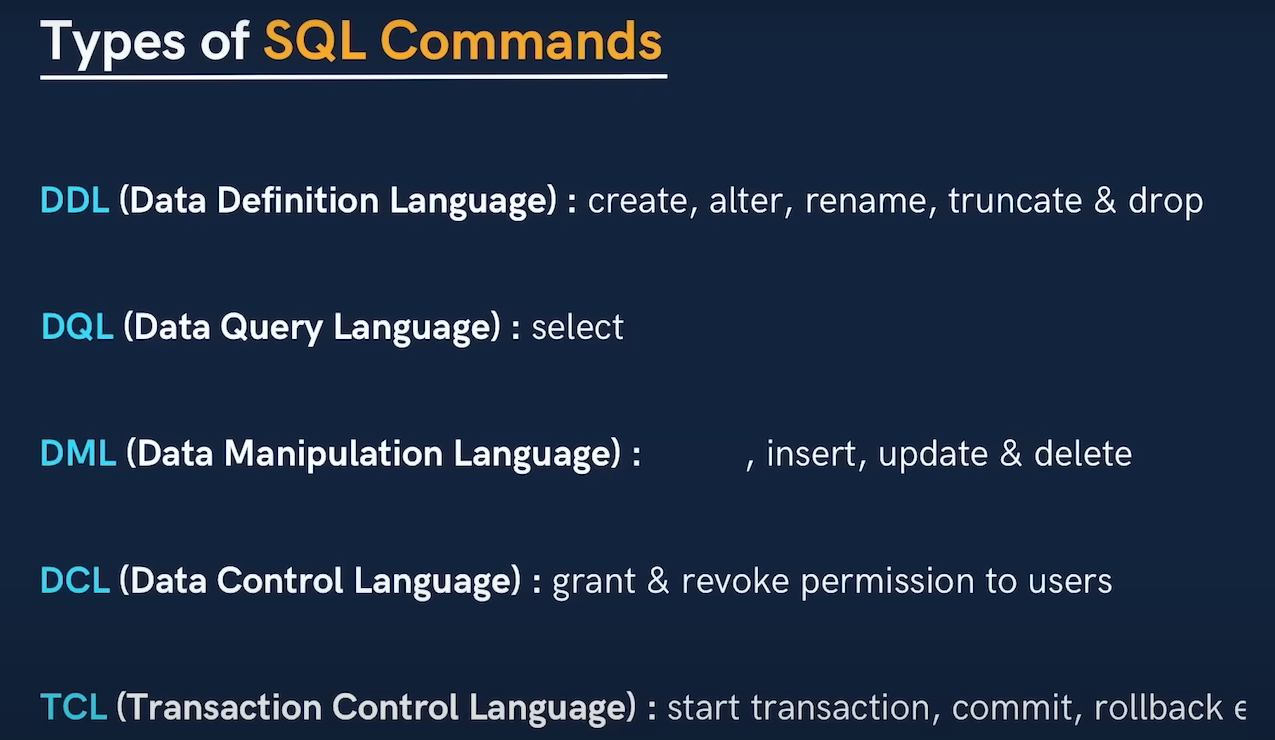 Types of SQL Commands
DDL (Data Definition Language) : create, alter, rename, truncate & drop
DQL (Data Query Language) : select
DML (Data Manipulation Language) : , insert, update & delete
DCL (Data Control Language) : grant & revoke permission to users
TCL (Transaction Control Language) : start transaction, commit, rollback